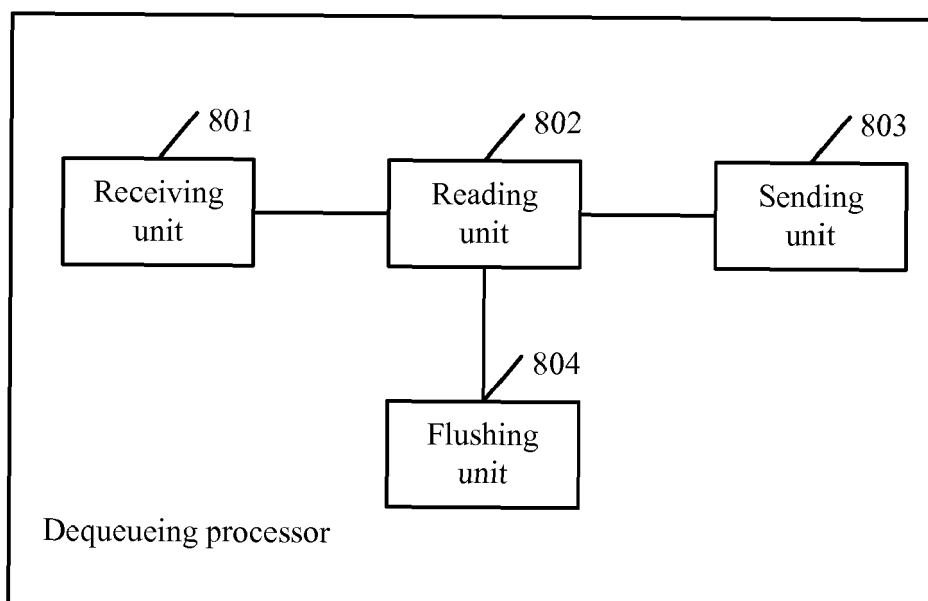 801
802
803
Receiving
unit
Reading
unit
Sending
unit
804
Flushing
unit
Dequeueing processor